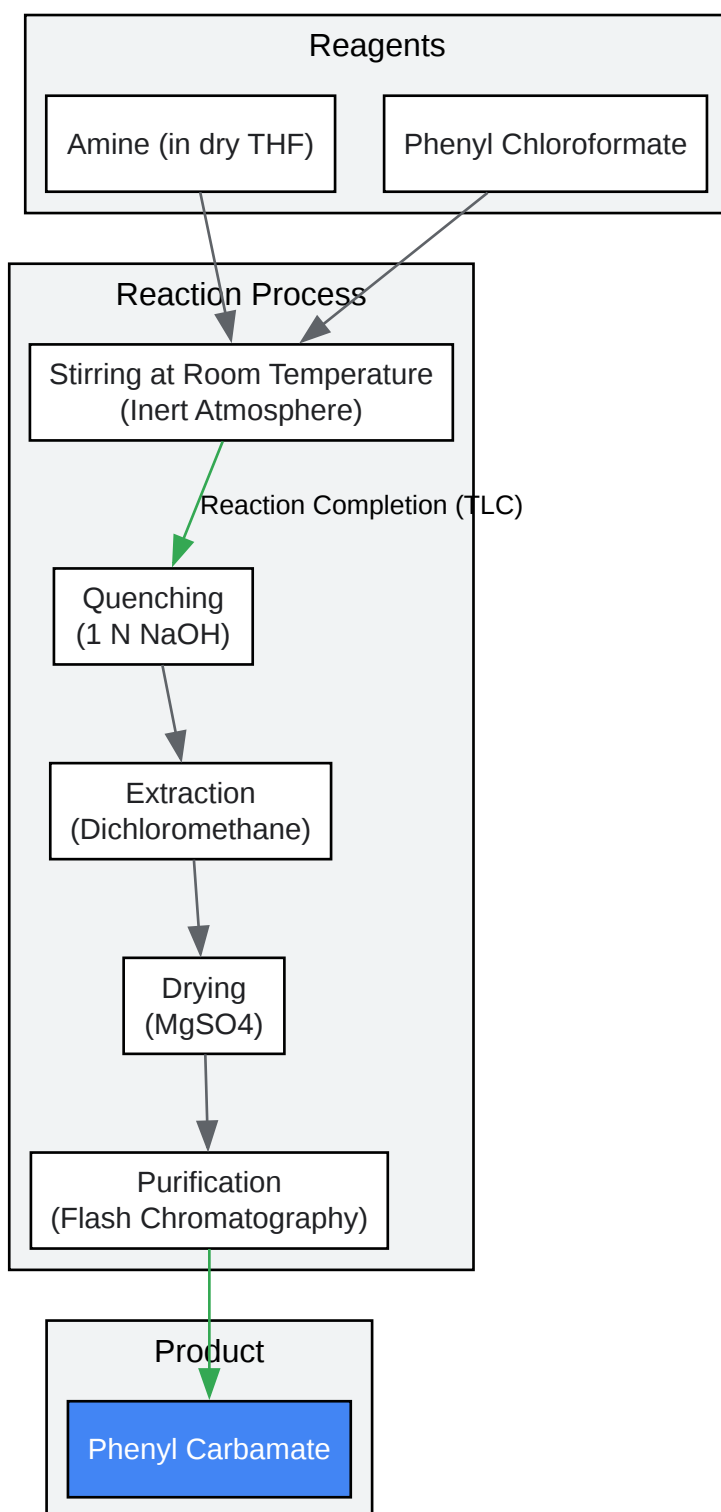 Reagents
Amine (in dry THF)
Phenyl Chloroformate
Reaction Process
Stirring at Room Temperature
(Inert Atmosphere)
Reaction Completion (TLC)
Quenching
(1 N NaOH)
Extraction
(Dichloromethane)
Drying
(MgSO4)
Purification
(Flash Chromatography)
Product
Phenyl Carbamate